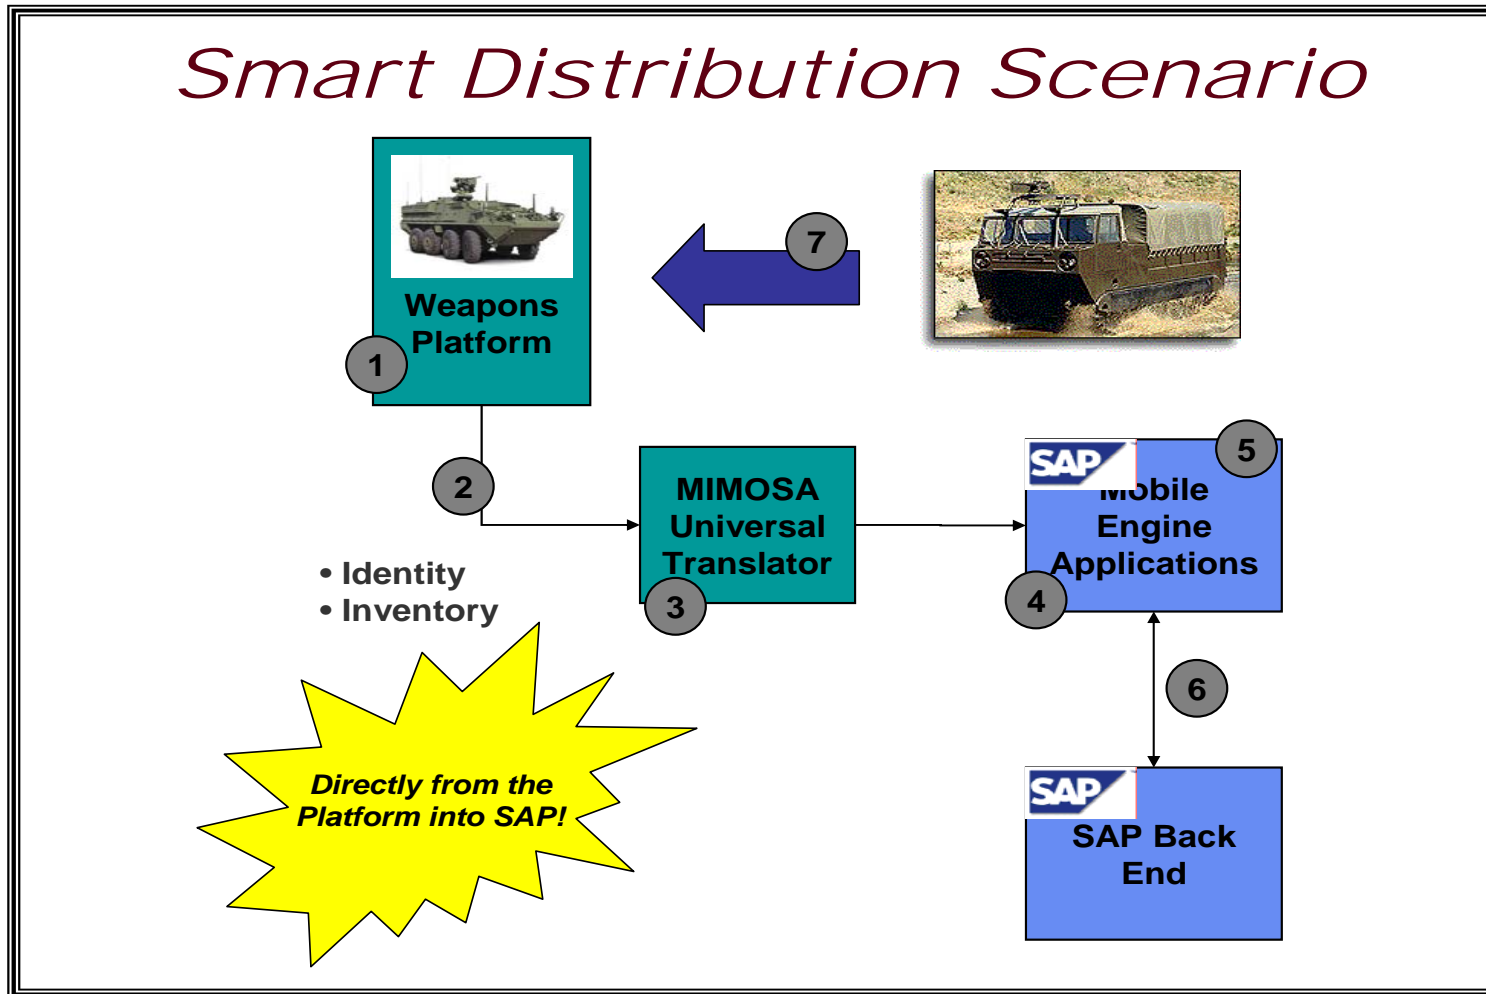 Smart Distribution Scenario
7
Weapons
Platform
1
2
MIMOSA
Universal
Translator
3
SAP
5
Mobile
Engine
Applications
4
• Identity
• Inventory
6
Directly from the
Platform into SAP!
SAP
SAP Back
End